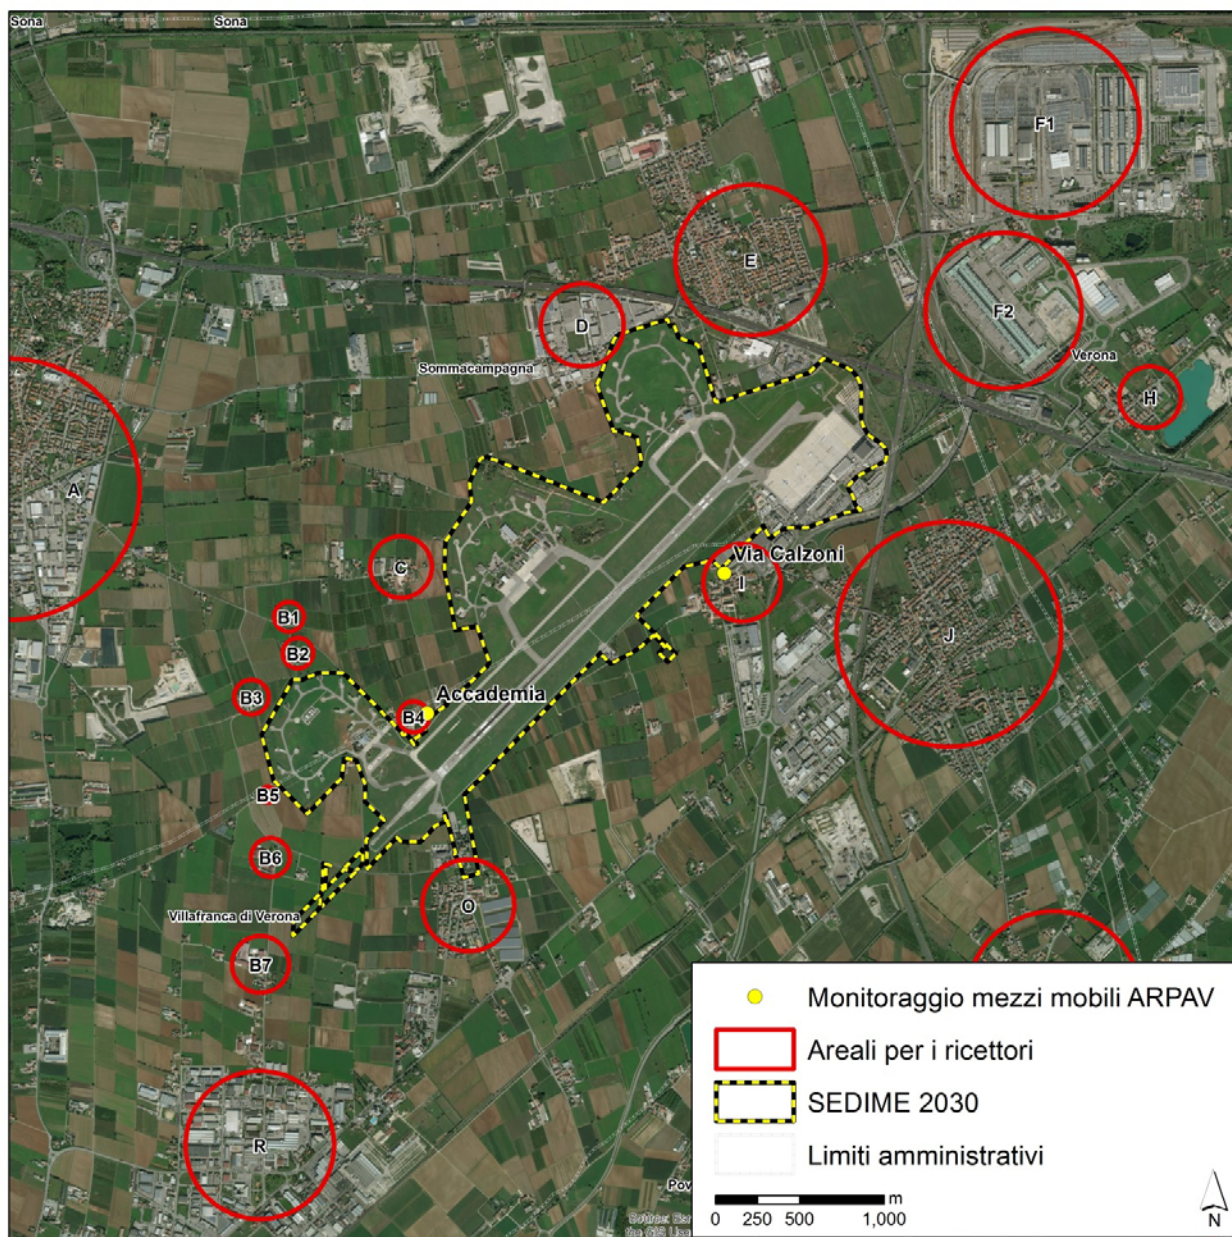 Sona
Sona
F1
E
F2
D
Verona
Sommacampagna
H
A
Via Calzoni
C
I
B1
J
B2
B3
Accademia
B4
B5
B6
O
Villafranca di Verona
B7
R
Monitoraggio mezzi mobili ARPAV
Areali per i ricettori
SEDIME 2030
Limiti amministrativi
m
0 250 500 1,000
N